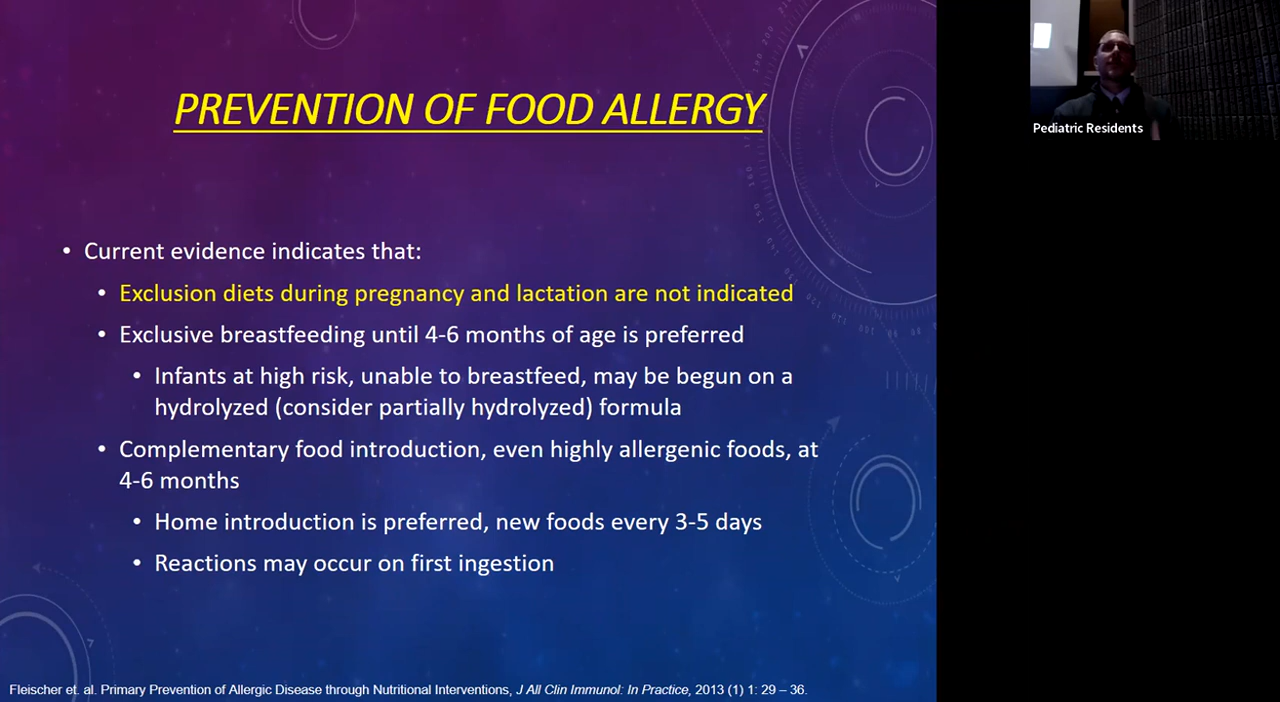 PREVENTION OF FOOD ALLERGY
• Current evidence indicates that:
• Exclusion diets during pregnancy and lactation are not indicated
• Exclusive breastfeeding until 4-6 months of age is preferred
• Infants at high risk, unable to breastfeed, may be begun on a
hydrolyzed (consider partially hydrolyzed) formula
• Complementary food introduction, even highly allergenic foods, at
4-6 months
• Home introduction is preferred, new foods every 3-5 days
• Reactions may occur on first ingestion
Fleischer et. al. Primary Prevention of Allergic Disease through Nutritional Interventions, J All Clin Immunol: In Practice, 2013 (1) 1: 29 – 36.
Pediatric Residents